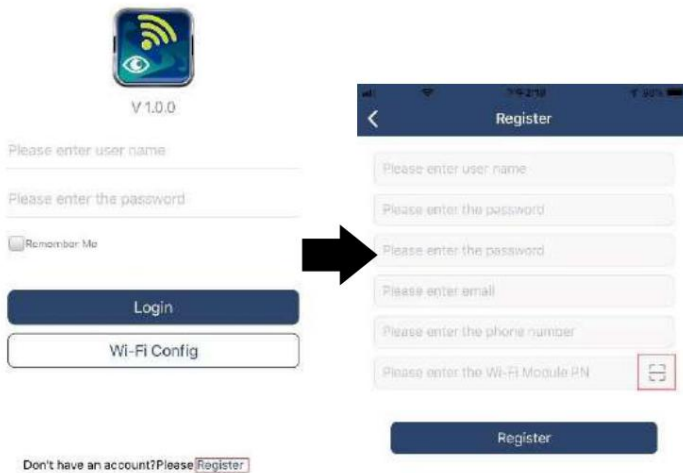 V 1.0.0
Please enter user name
Please enter the password
Remember Me
Login
Wi-Fi Config
Don't have an account?Please Register
Register
Please enter user name
Please enter the password
Please enter the password
Please enter email
Please enter the phone number
Please enter the Wi-Fi Module PN
Register